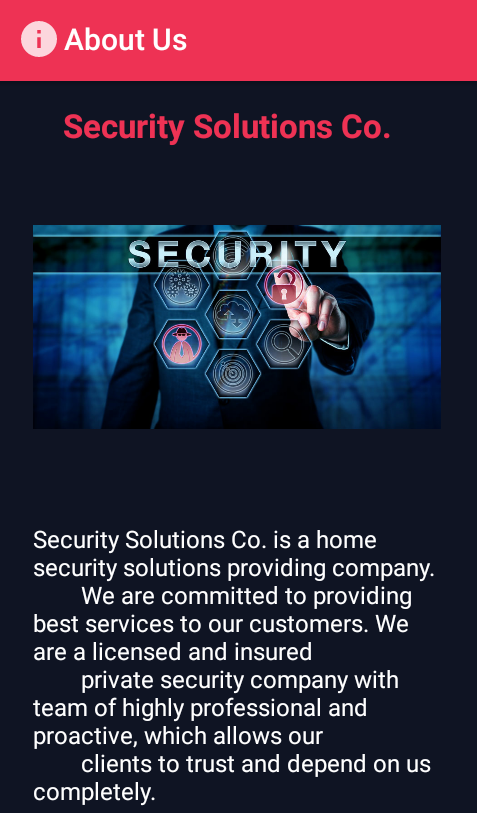 About Us
Security Solutions Co.
SECURITY
Security Solutions Co. is a home
security solutions providing company.
We are committed to providing
best services to our customers. We
are a licensed and insured
private security company with
team of highly professional and
proactive, which allows our
clients to trust and depend on us
completely.